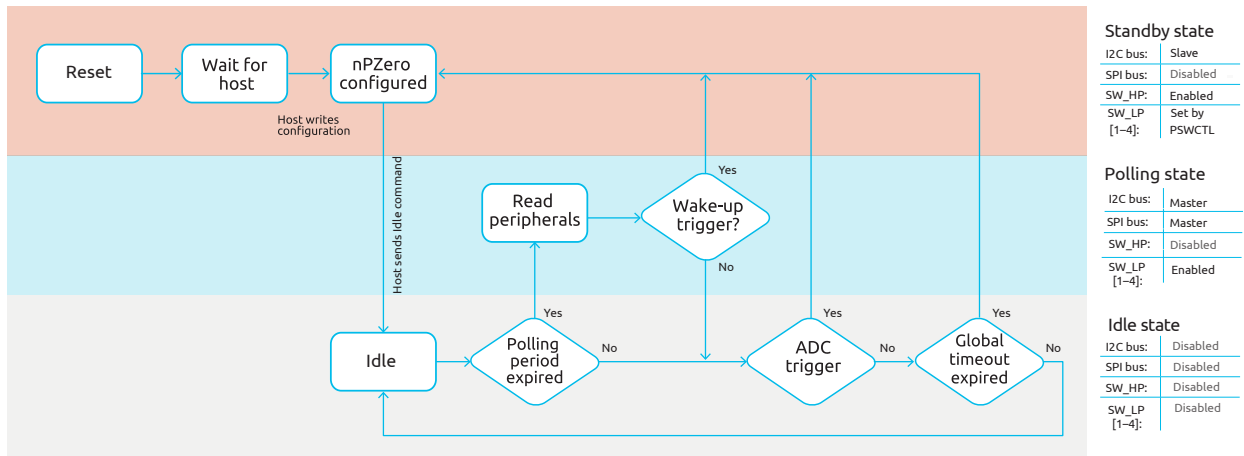 Reset
Wait for
host
nPZero
configured
Host writes
configuration
Host sends Idle command
Read
peripherals
Wake-up
trigger?
Yes
No
Idle
Polling
period
expired
Yes
No
ADC
trigger
Yes
No
Global
timeout
expired
Yes
No
Standby state
I2C bus: Slave
SPI bus: Disabled
SW_HP: Enabled
SW_LP Set by
[1–4]: PSWCTL
Polling state
I2C bus: Master
SPI bus: Master
SW_HP: Disabled
SW_LP Enabled
[1–4]:
Idle state
I2C bus: Disabled
SPI bus: Disabled
SW_HP: Disabled
SW_LP Disabled
[1–4]: